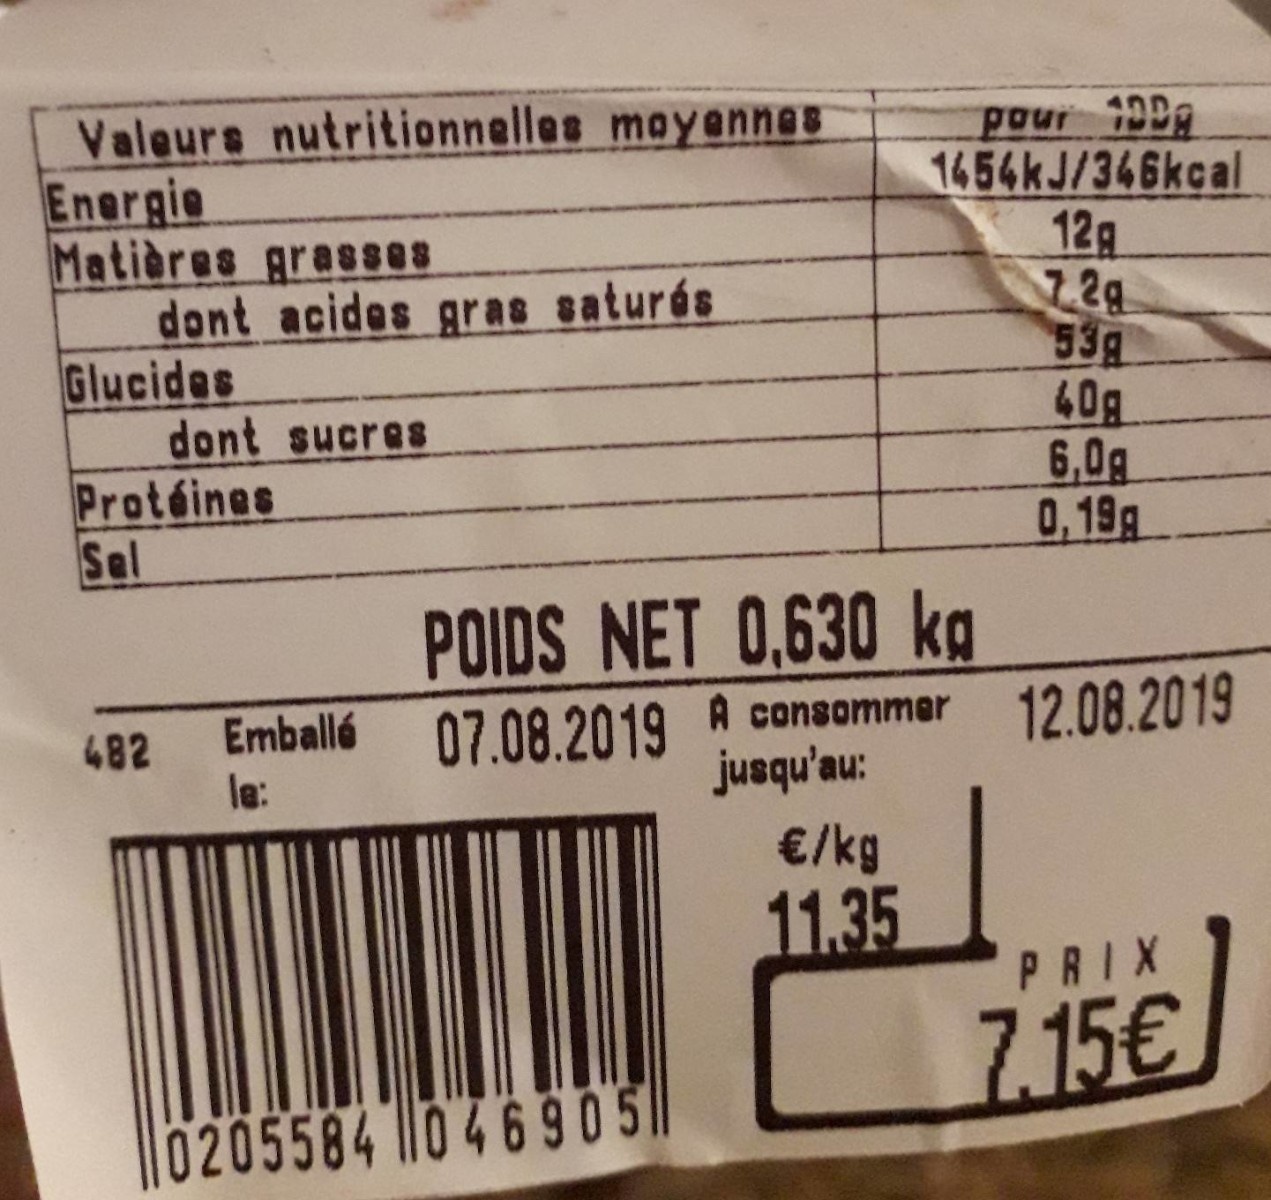 Valeurs nutritionnelles moyennes pour 100g
Energie 1454kJ/346kcal
Matières grasses 12g
dont acides gras saturés 7.2g
Glucides 53g
dont sucres 40g
Protéines 6,0g
Sel 0,19g
POIDS NET 0,630 kg
482 Emballé le: 07.08.2019 A consommer jusqu'au: 12.08.2019
€/kg
11.35
PRIX
7.15€
0205584 046905